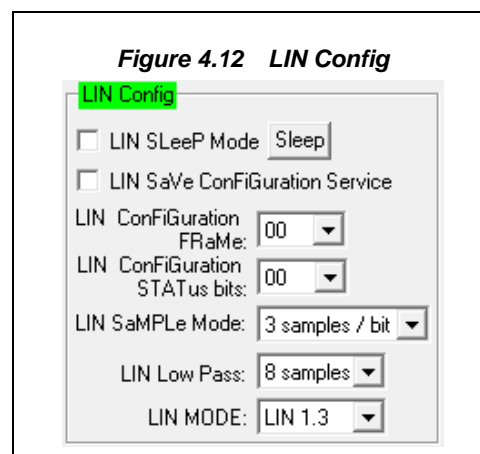 Figure 4.12 LIN Config
LIN Config
LIN SLeeP Mode Sleep
LIN SaVe ConFiGuration Service
LIN ConFiGuration
FRaMe: 00
LIN ConFiGuration
STATus bits: 00
LIN SaMPLe Mode: 3 samples / bit
LIN Low Pass: 8 samples
LIN MODE: LIN 1.3